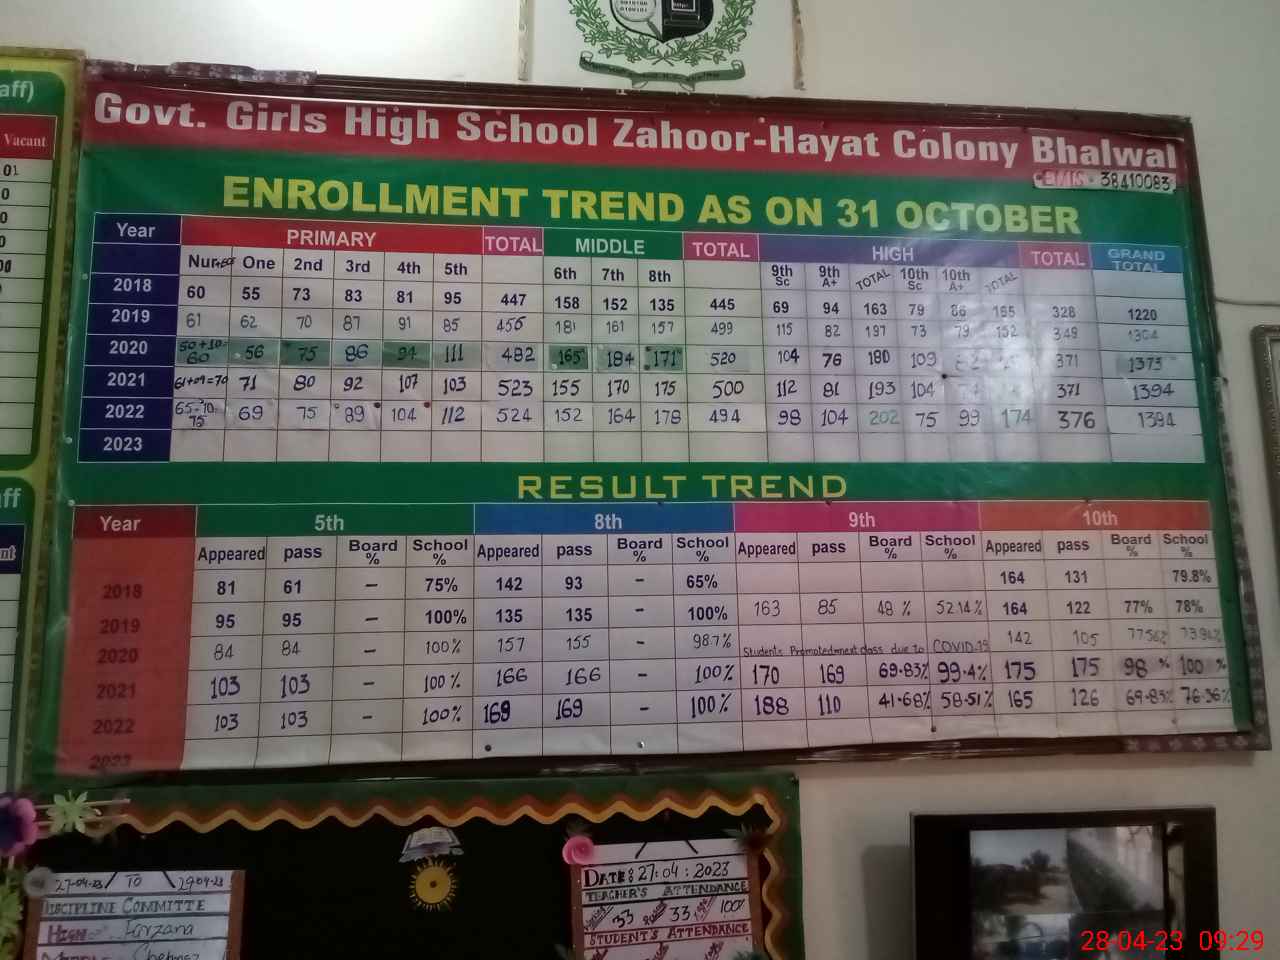 aff)
Vacant
01
0
0
0
00
ff
Govt. Girls High School Zahoor-Hayat Colony Bhalwal
38410083
ENROLLMENT TREND AS ON 31 OCTOBER
Year PRIMARY TOTAL MIDDLE TOTAL HIGH TOTAL GRAND TOTAL
One 2nd 3rd 4th 5th 6th 7th 8th 9th Sc 9th A+ TOTAL 10th Sc 10th A+ TOTAL
2018 60 55 73 83 81 95 447 158 152 135 445 69 94 163 79 86 165 328 1220
2019 61 62 70 87 91 85 456 181 161 157 499 115 82 197 73 79 152 349 1304
2020 50+10= 60 56 75 86 94 111 482 165 184 171 520 104 76 180 109 371 1373
2021 61+09=70 71 80 92 107 103 523 155 170 175 500 112 81 193 104 371 1394
2022 65+10= 75 69 75 89 104 112 524 152 164 178 494 98 104 202 75 99 174 376 1394
2023
RESULT TREND
Year 5th 8th 9th 10th
Appeared pass Board % School % Appeared pass Board % School % Appeared pass Board % School % Appeared pass Board % School %
2018 81 61 – 75% 142 93 – 65% 164 131 79.8%
2019 95 95 – 100% 135 135 – 100% 163 85 48 % 52.14% 164 122 77% 78%
2020 84 84 – 100% 157 155 – 98.7% Students Promoted next class due to COVID-19 142 105 77.56%
2021 103 103 – 100 % 166 166 – 100% 170 169 69.83% 99.4% 175 175 98 % 100 %
2022 103 103 – 100% 169 169 – 100% 188 110 41.68% 58.51% 165 126 69.83% 76.36%
2023
27-04-23 TO 29-04-23
DISCIPLINE COMMITTE
HIGH Farzana
DATE: 27:04:2023
TEACHER'S ATTENDANCE
33 33 100%
STUDENT'S ATTENDANCE
28-04-23 09:29